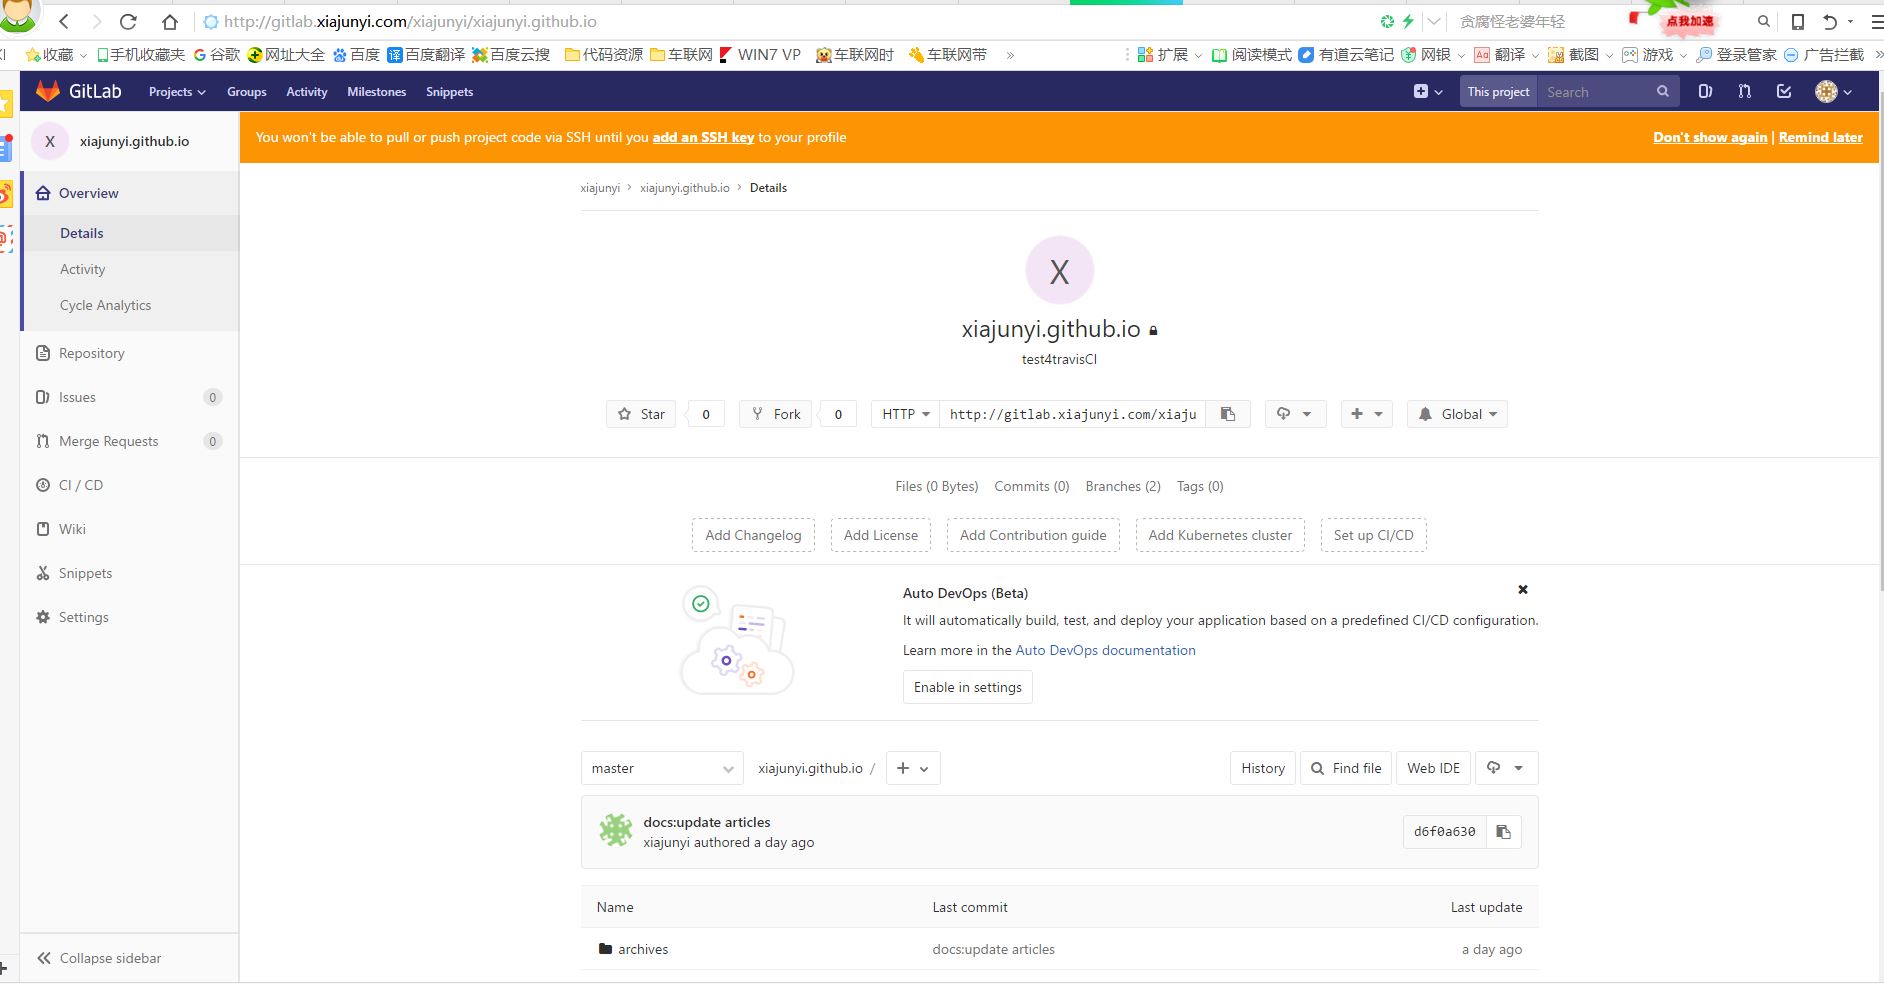 http://gitlab.xiajunyi.com/xiajunyi/xiajunyi.github.io
贪腐怪老婆年轻
点我加速
收藏 手机收藏夹 谷歌 网址大全 百度 百度翻译 百度云搜 代码资源 车联网 WIN7 VP 车联网时 车联网带 » 扩展 阅读模式 有道云笔记 网银 翻译 截图 游戏 登录管家 广告拦截 »
GitLab Projects Groups Activity Milestones Snippets This project Search
X xiajunyi.github.io
You won't be able to pull or push project code via SSH until you add an SSH key to your profile Don't show again | Remind later
Overview
Details
Activity
Cycle Analytics
Repository
Issues 0
Merge Requests 0
CI / CD
Wiki
Snippets
Settings
Collapse sidebar
xiajunyi > xiajunyi.github.io > Details
X
xiajunyi.github.io
test4travisCI
Star 0 Fork 0 HTTP http://gitlab.xiajunyi.com/xiaju Global
Files (0 Bytes) Commits (0) Branches (2) Tags (0)
Add Changelog Add License Add Contribution guide Add Kubernetes cluster Set up CI/CD
Auto DevOps (Beta)
It will automatically build, test, and deploy your application based on a predefined CI/CD configuration.
Learn more in the Auto DevOps documentation
Enable in settings
master xiajunyi.github.io / + History Find file Web IDE
docs:update articles
xiajunyi authored a day ago
d6f0a630
Name Last commit Last update
archives docs:update articles a day ago